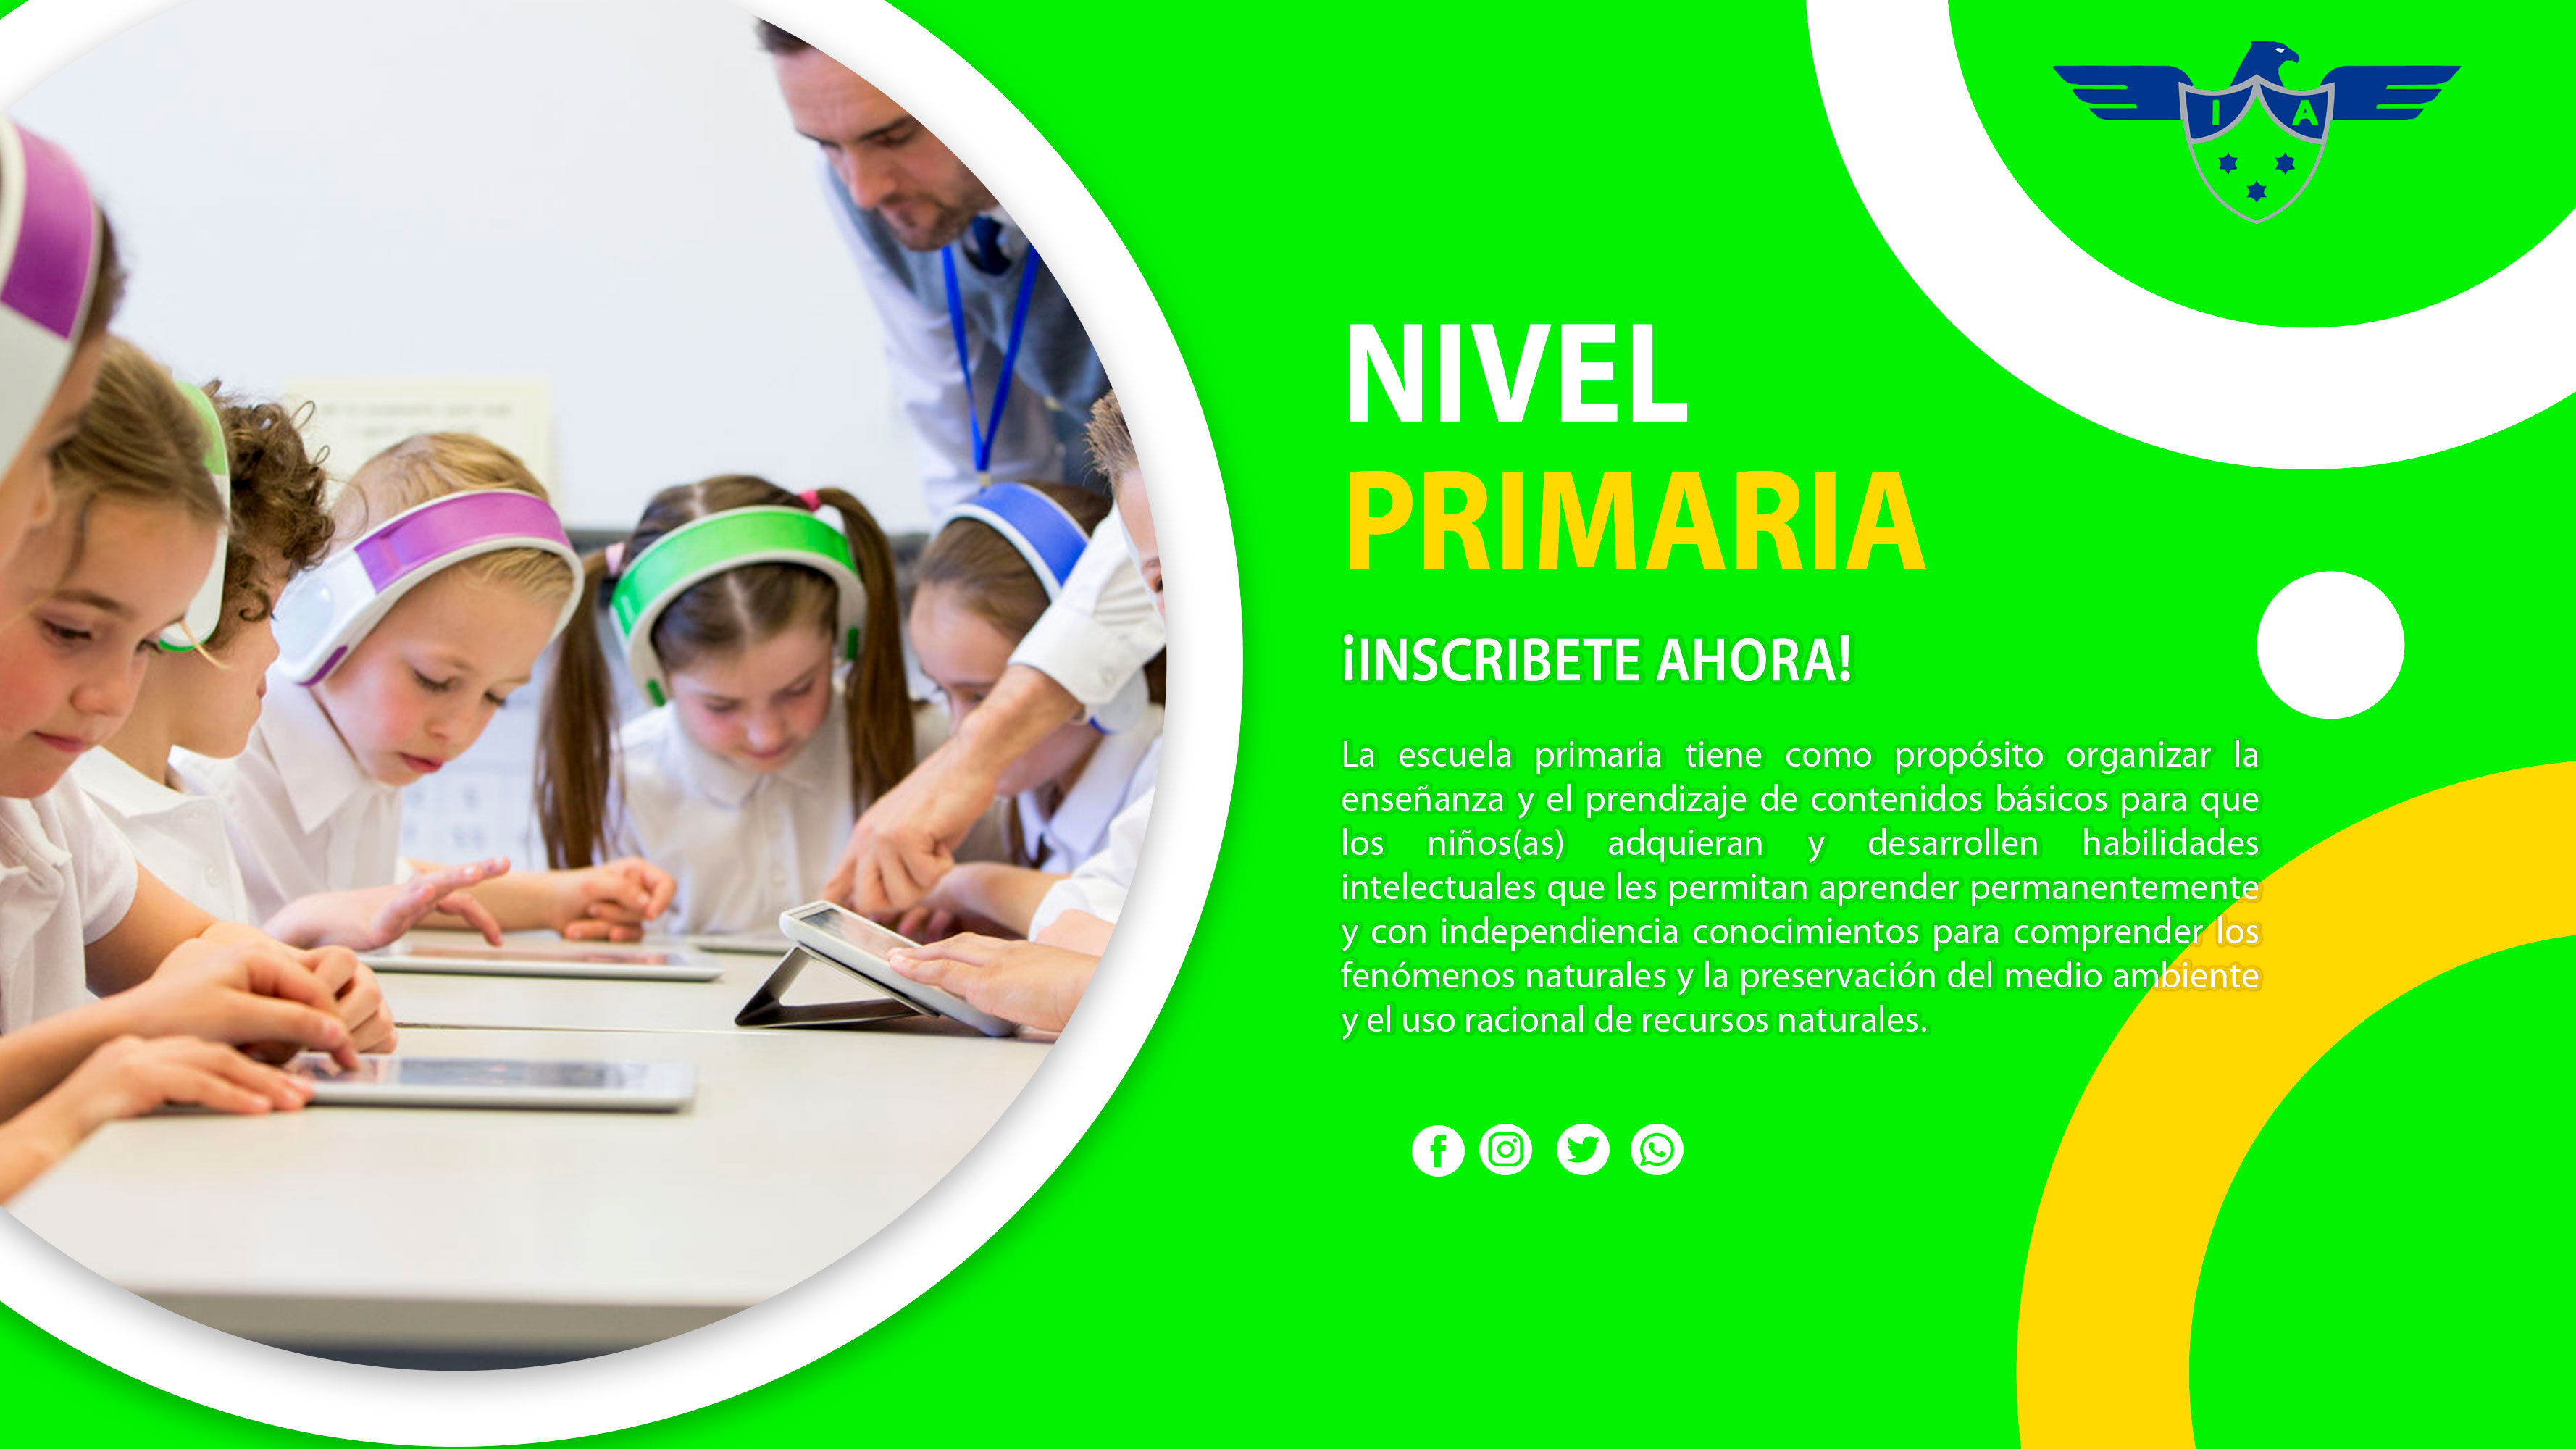 I A
NIVEL
PRIMARIA
¡INSCRIBETE AHORA!
La escuela primaria tiene como propósito organizar la
enseñanza y el prendizaje de contenidos básicos para que
los niños(as) adquieran y desarrollen habilidades
intelectuales que les permitan aprender permanentemente
y con independiencia conocimientos para comprender los
fenómenos naturales y la preservación del medio ambiente
y el uso racional de recursos naturales.